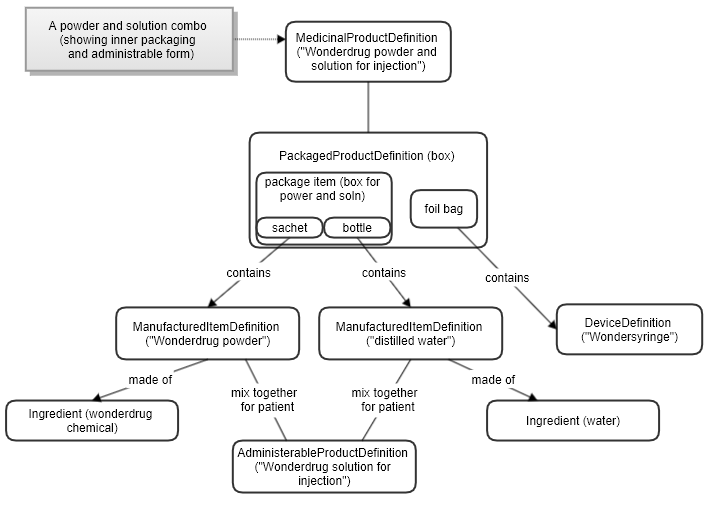 A powder and solution combo
(showing inner packaging
and administrable form)
MedicinalProductDefinition
("Wonderdrug powder and
solution for injection")
PackagedProductDefinition (box)
package item (box for
power and soln)
sachet
bottle
foil bag
contains
contains
contains
ManufacturedItemDefinition
("Wonderdrug powder")
ManufacturedItemDefinition
("distilled water")
DeviceDefinition
("Wondersyringe")
made of
mix together
for patient
mix together
for patient
made of
Ingredient (wonderdrug
chemical)
Ingredient (water)
AdministerableProductDefinition
("Wonderdrug solution for
injection")